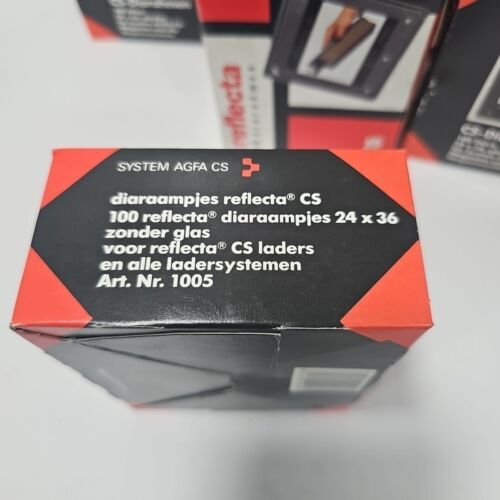 reflecta
SYSTEM AGFA CS
diaraampjes reflecta® CS
100 reflecta® diaraampjes 24 x 36
zonder glas
voor reflecta® CS laders
en alle ladersystemen
Art. Nr. 1005